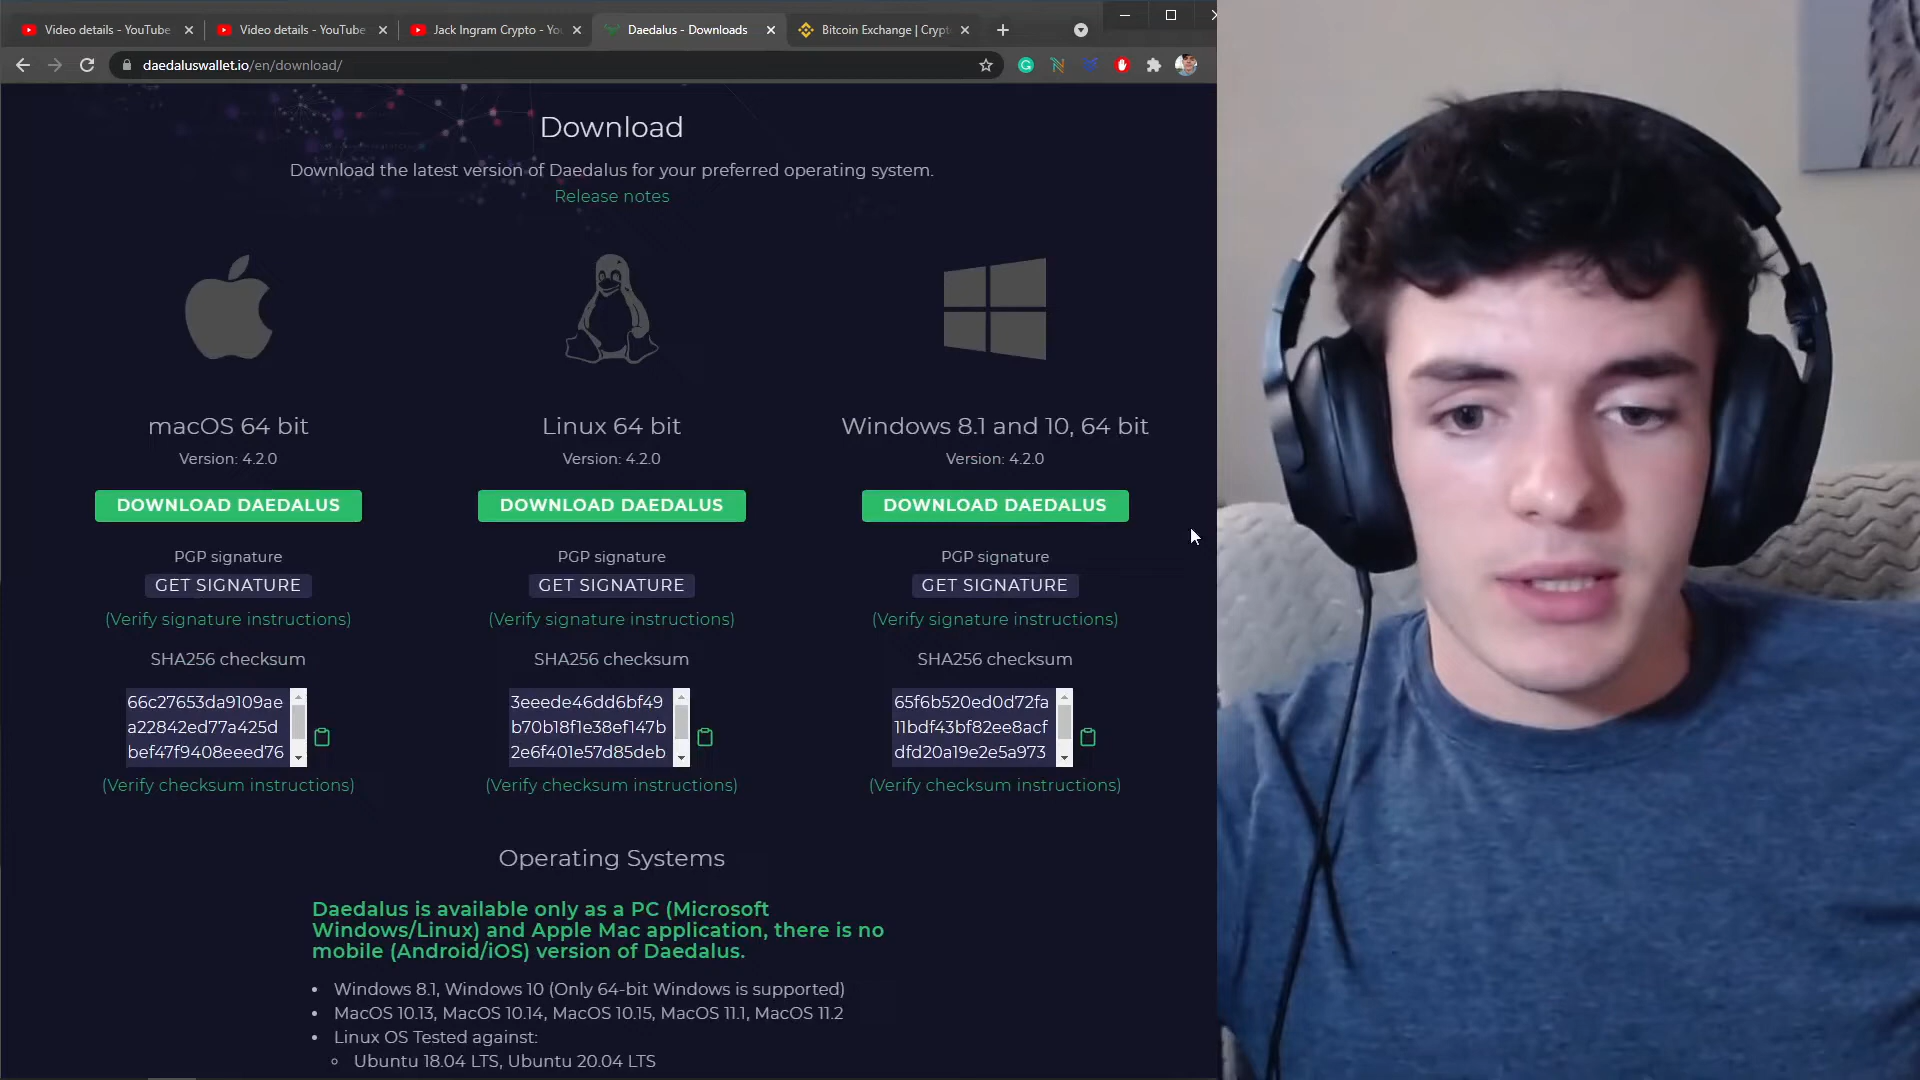 Video details - YouTube
Video details - YouTube
Jack Ingram Crypto - Yo
Daedalus - Downloads
Bitcoin Exchange | Crypt
daedaluswallet.io/en/download/
Download
Download the latest version of Daedalus for your preferred operating system.
Release notes
macOS 64 bit
Version: 4.2.0
DOWNLOAD DAEDALUS
PGP signature
GET SIGNATURE
(Verify signature instructions)
SHA256 checksum
66c27653da9109ae
a22842ed77a425d
bef47f9408eeed76
(Verify checksum instructions)
Linux 64 bit
Version: 4.2.0
DOWNLOAD DAEDALUS
PGP signature
GET SIGNATURE
(Verify signature instructions)
SHA256 checksum
3eeede46dd6bf49
b70b18f1e38ef147b
2e6f401e57d85deb
(Verify checksum instructions)
Windows 8.1 and 10, 64 bit
Version: 4.2.0
DOWNLOAD DAEDALUS
PGP signature
GET SIGNATURE
(Verify signature instructions)
SHA256 checksum
65f6b520ed0d72fa
11bdf43bf82ee8acf
dfd20a19e2e5a973
(Verify checksum instructions)
Operating Systems
Daedalus is available only as a PC (Microsoft
Windows/Linux) and Apple Mac application, there is no
mobile (Android/iOS) version of Daedalus.
• Windows 8.1, Windows 10 (Only 64-bit Windows is supported)
• MacOS 10.13, MacOS 10.14, MacOS 10.15, MacOS 11.1, MacOS 11.2
• Linux OS Tested against:
◦ Ubuntu 18.04 LTS, Ubuntu 20.04 LTS